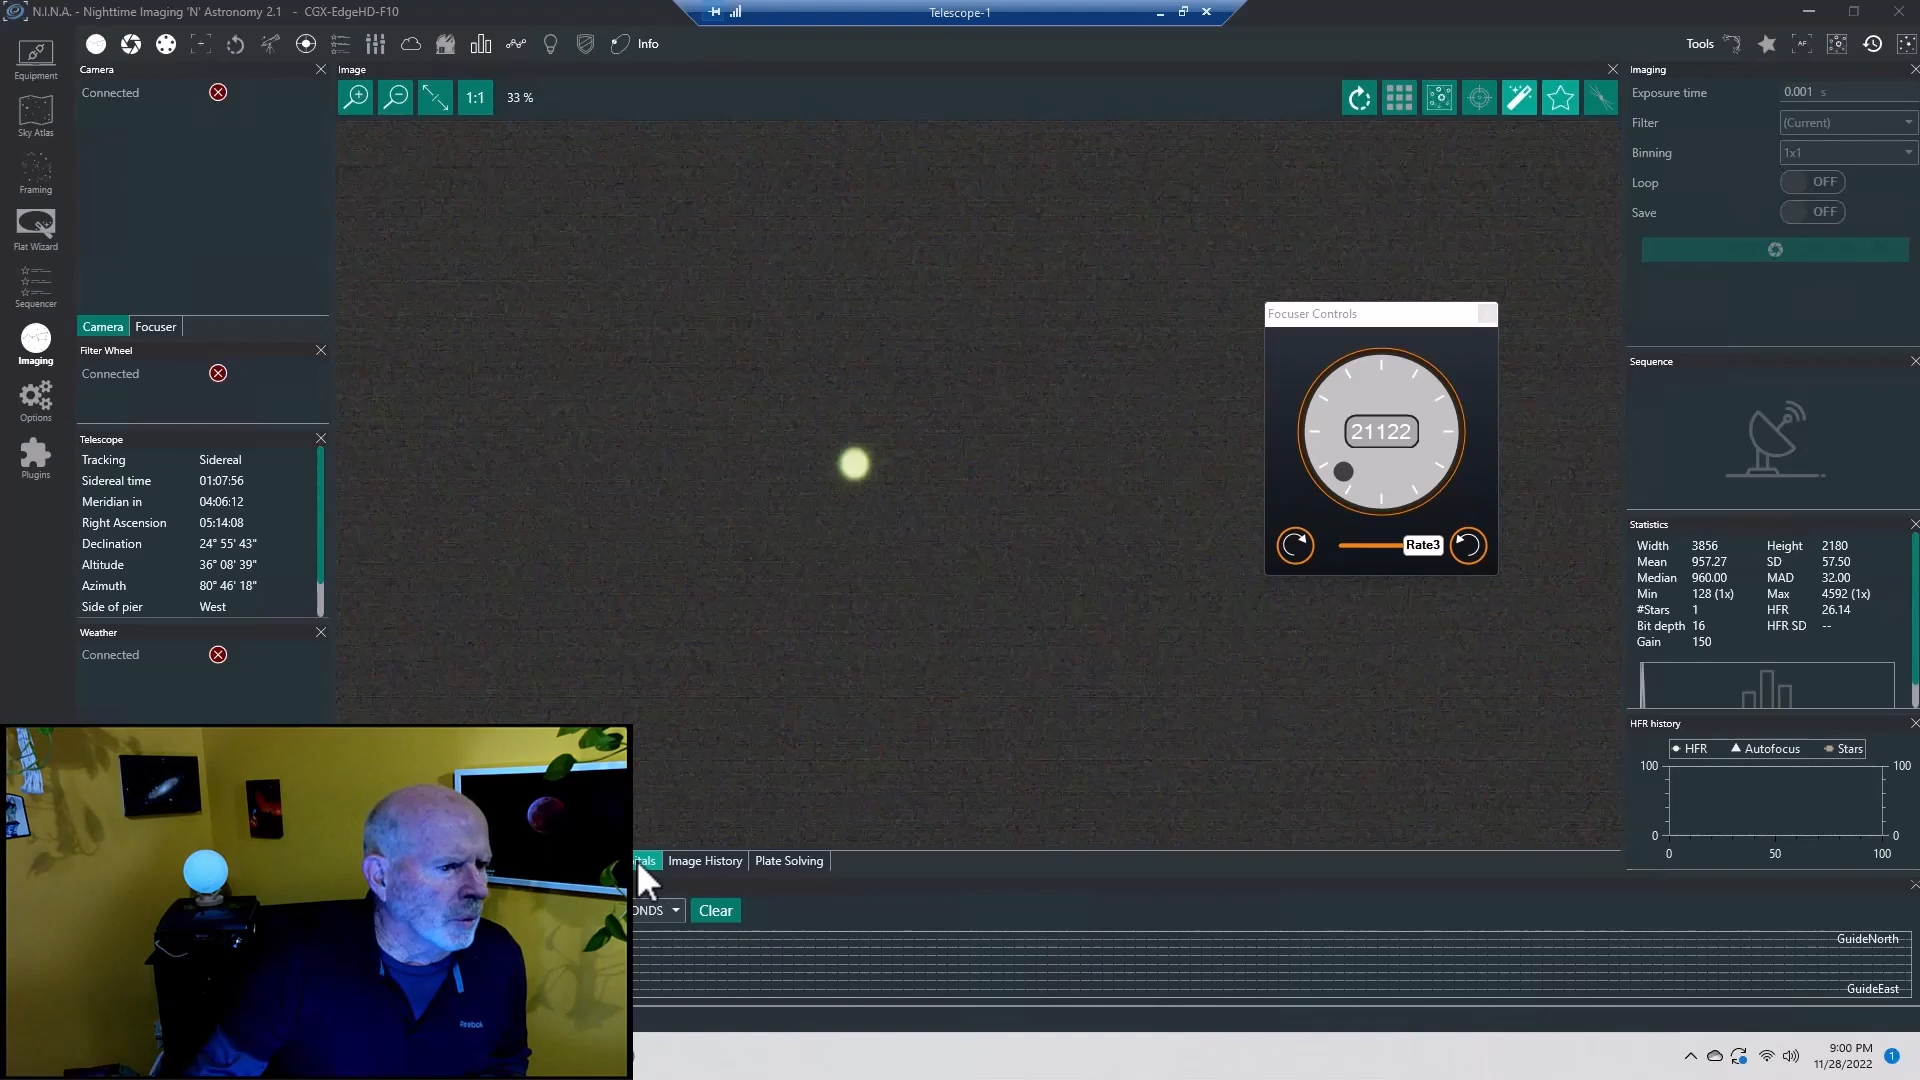 N.I.N.A. - Nighttime Imaging 'N' Astronomy 2.1 - CGX-EdgeHD-F10
Telescope-1
Info
Tools
AF
Equipment
Sky Atlas
Framing
Flat Wizard
Sequencer
Imaging
Options
Plugins
Camera
Connected
Camera
Focuser
Filter Wheel
Connected
Telescope
Tracking Sidereal
Sidereal time 01:07:56
Meridian in 04:06:12
Right Ascension 05:14:08
Declination 24° 55' 43"
Altitude 36° 08' 39"
Azimuth 80° 46' 18"
Side of pier West
Weather
Connected
Image
1:1
33 %
Focuser Controls
21122
Rate3
Imaging
Exposure time 0.001 s
Filter (Current)
Binning 1x1
Loop OFF
Save OFF
Sequence
Statistics
Width 3856 Height 2180
Mean 957.27 SD 57.50
Median 960.00 MAD 32.00
Min 128 (1x) Max 4592 (1x)
#Stars 1 HFR 26.14
Bit depth 16 HFR SD --
Gain 150
HFR history
HFR Autofocus Stars
100 100
0 0
0 50 100
Image History
Plate Solving
ONDS
Clear
GuideNorth
GuideEast
Reebok
9:00 PM
11/28/2022
1